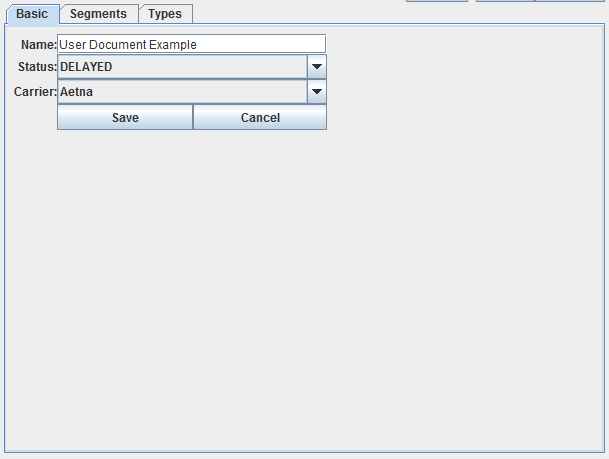 Basic Segments Types
Name: User Document Example
Status: DELAYED
Carrier: Aetna
Save Cancel